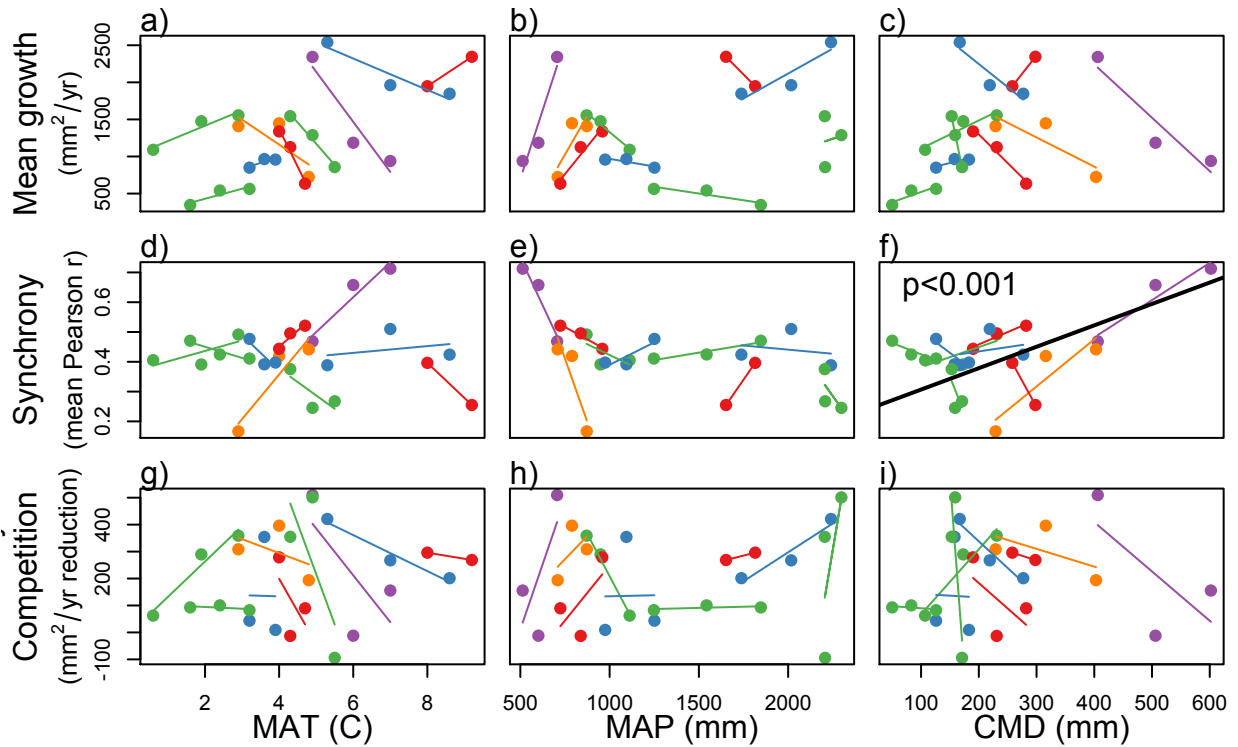 a) b) c)
Mean growth
(mm²/yr)
500 1500 2500
d) e) f)
p<0.001
Synchrony
(mean Pearson r)
0.2 0.4 0.6
g) h) i)
Competition
(mm²/yr reduction)
-100 200 400
2 4 6 8
500 1000 1500 2000
100 200 300 400 500 600
MAT (C) MAP (mm) CMD (mm)